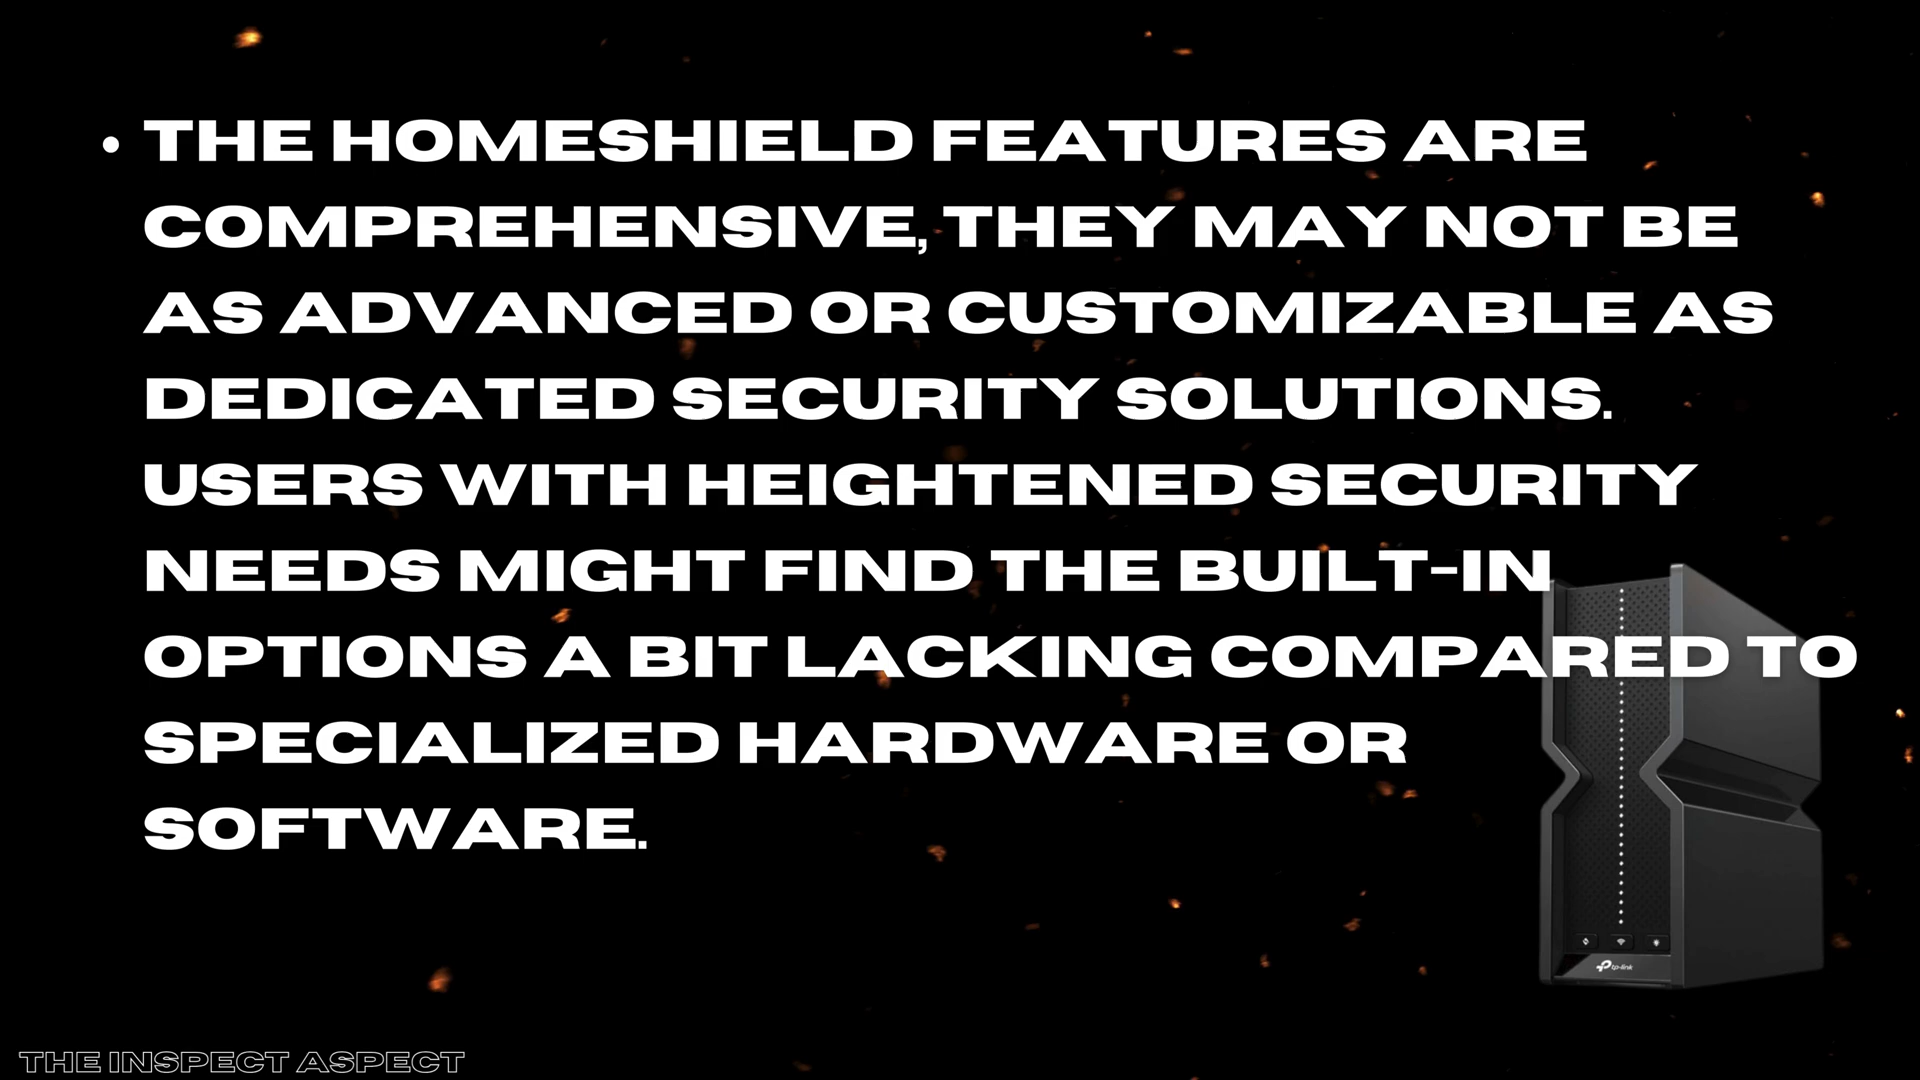 • THE HOMESHIELD FEATURES ARE
COMPREHENSIVE, THEY MAY NOT BE
AS ADVANCED OR CUSTOMIZABLE AS
DEDICATED SECURITY SOLUTIONS.
USERS WITH HEIGHTENED SECURITY
NEEDS MIGHT FIND THE BUILT-IN
OPTIONS A BIT LACKING COMPARED TO
SPECIALIZED HARDWARE OR
SOFTWARE.
tp-link
THE INSPECT ASPECT